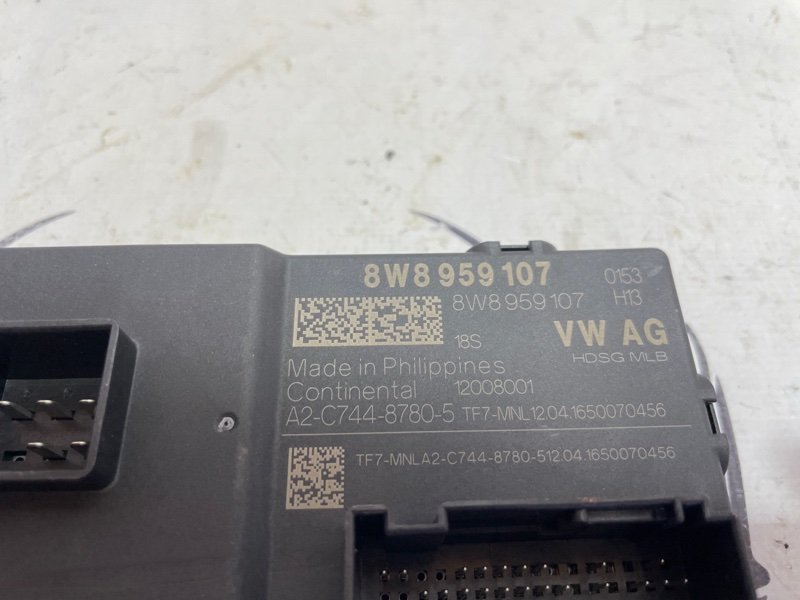 8W8 959 107 0153
8W8 959 107 H13
18S VW AG
HDSG MLB
Made in Philippines
Continental 12008001
A2-C744-8780-5 TF7-MNL12.04.1650070456
TF7-MNLA2-C744-8780-512.04.1650070456